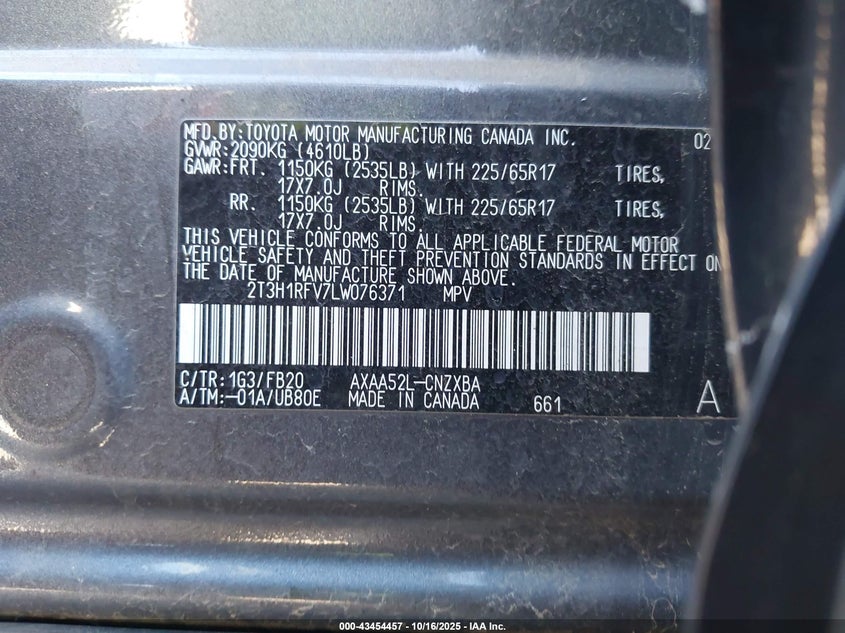 MFD.BY:TOYOTA MOTOR MANUFACTURING CANADA INC. 02
GVWR:2090KG (4610LB)
GAWR:FRT. 1150KG (2535LB) WITH 225/65R17 TIRES,
17X7.0J RIMS.
RR. 1150KG (2535LB) WITH 225/65R17 TIRES,
17X7.0J RIMS.
THIS VEHICLE CONFORMS TO ALL APPLICABLE FEDERAL MOTOR
VEHICLE SAFETY AND THEFT PREVENTION STANDARDS IN EFFECT ON
THE DATE OF MANUFACTURE SHOWN ABOVE.
2T3H1RFV7LW076371 MPV
C/TR:1G3/FB20 AXAA52L-CNZXBA
A/TM:-01A/UB80E MADE IN CANADA 661 A
000-43454457 - 10/16/2025 - IAA Inc.